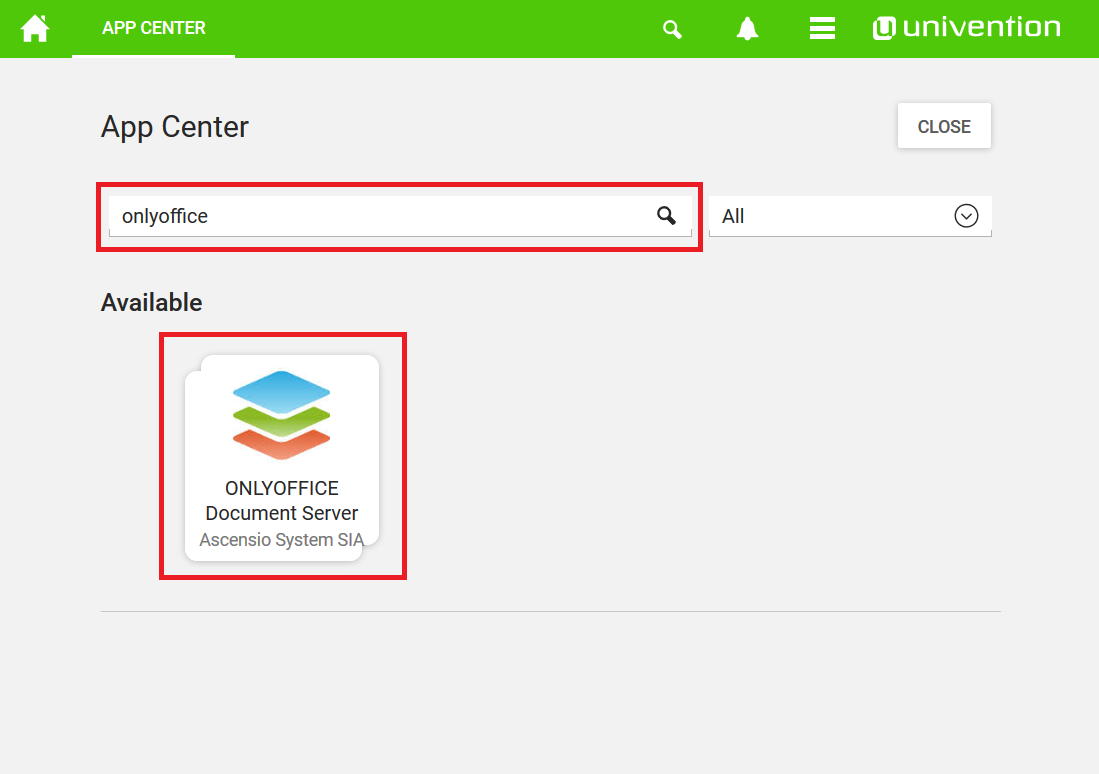 APP CENTER
univention
App Center
CLOSE
onlyoffice
All
Available
ONLYOFFICE
Document Server
Ascensio System SIA